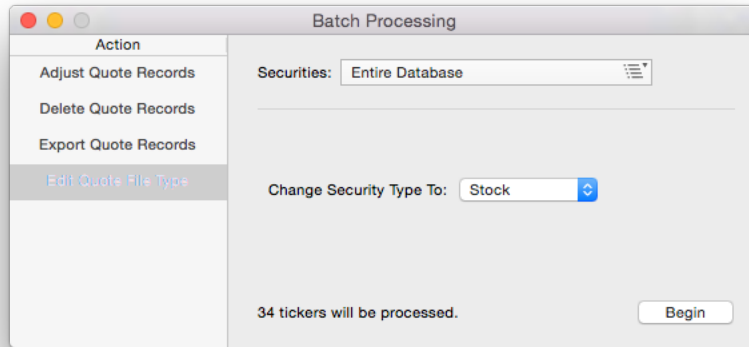 Batch Processing
Action
Adjust Quote Records
Delete Quote Records
Export Quote Records
Edit Quote File Type
Securities: Entire Database
Change Security Type To: Stock
34 tickers will be processed.
Begin